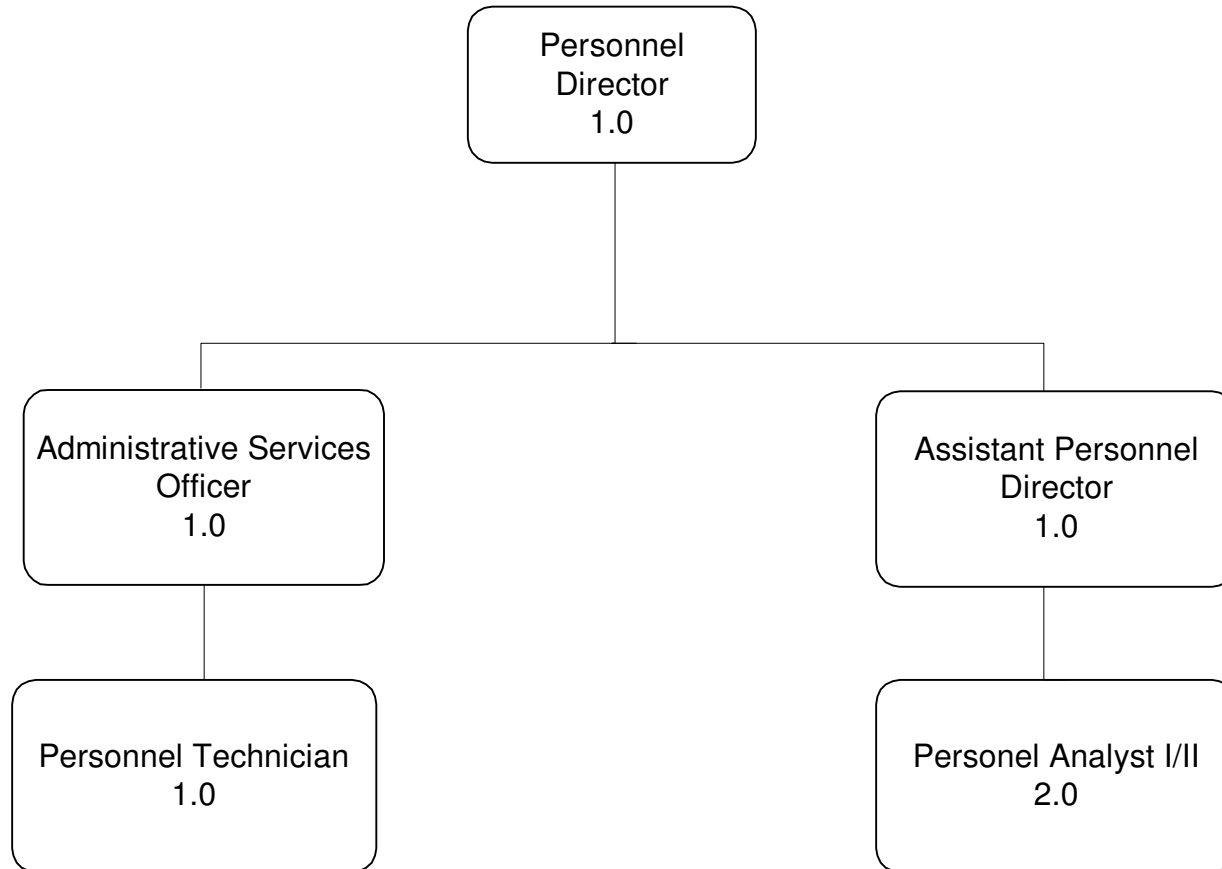 Personnel
Director
1.0
Administrative Services
Officer
1.0
Assistant Personnel
Director
1.0
Personnel Technician
1.0
Personel Analyst I/II
2.0